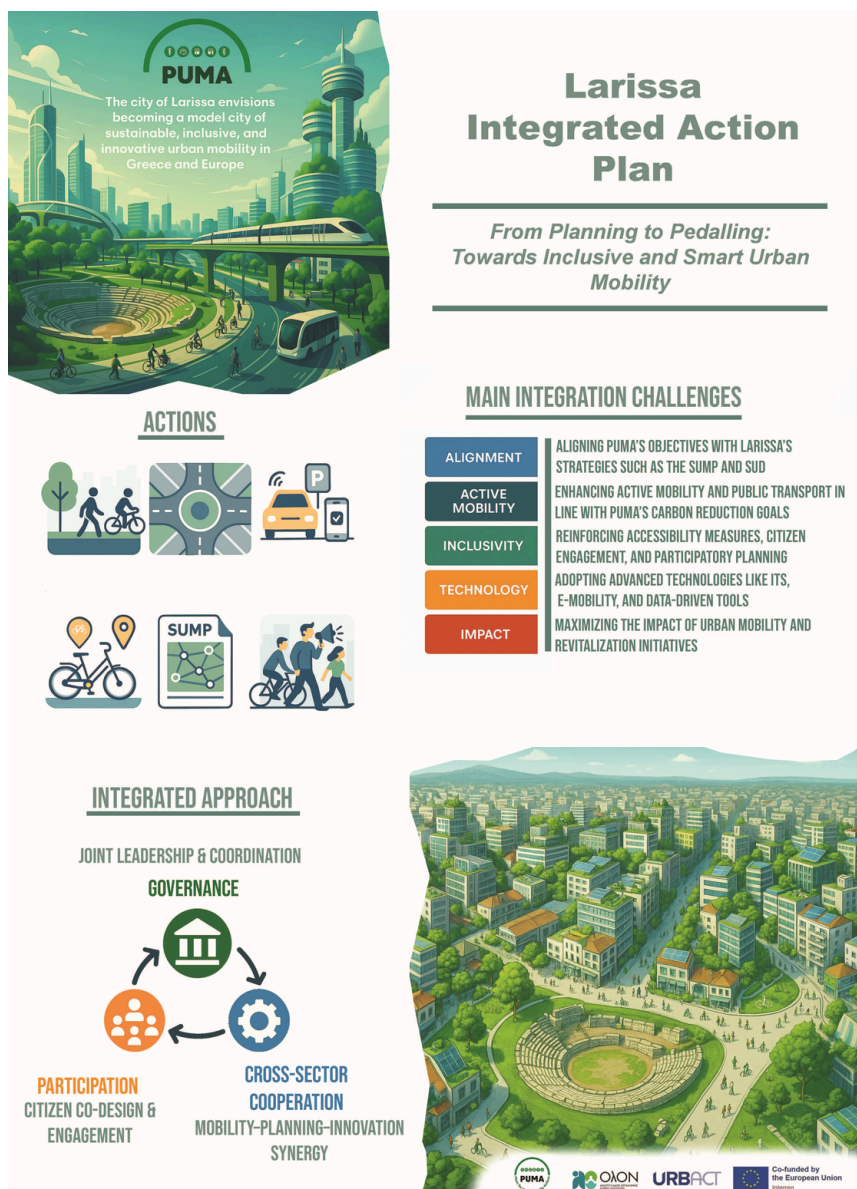 PUMA
The city of Larissa envisions
becoming a model city of
sustainable, inclusive, and
innovative urban mobility in
Greece and Europe
Larissa
Integrated Action
Plan
From Planning to Pedalling:
Towards Inclusive and Smart Urban
Mobility
ACTIONS
P
SUMP
MAIN INTEGRATION CHALLENGES
ALIGNMENT
ALIGNING PUMA'S OBJECTIVES WITH LARISSA'S
STRATEGIES SUCH AS THE SUMP AND SUD
ACTIVE
MOBILITY
ENHANCING ACTIVE MOBILITY AND PUBLIC TRANSPORT IN
LINE WITH PUMA'S CARBON REDUCTION GOALS
INCLUSIVITY
REINFORCING ACCESSIBILITY MEASURES, CITIZEN
ENGAGEMENT, AND PARTICIPATORY PLANNING
TECHNOLOGY
ADOPTING ADVANCED TECHNOLOGIES LIKE ITS,
E-MOBILITY, AND DATA-DRIVEN TOOLS
IMPACT
MAXIMIZING THE IMPACT OF URBAN MOBILITY AND
REVITALIZATION INITIATIVES
INTEGRATED APPROACH
JOINT LEADERSHIP & COORDINATION
GOVERNANCE
PARTICIPATION
CITIZEN CO-DESIGN &
ENGAGEMENT
CROSS-SECTOR
COOPERATION
MOBILITY-PLANNING-INNOVATION
SYNERGY
PUMA
URBACT
Co-funded by
the European Union
Interreg